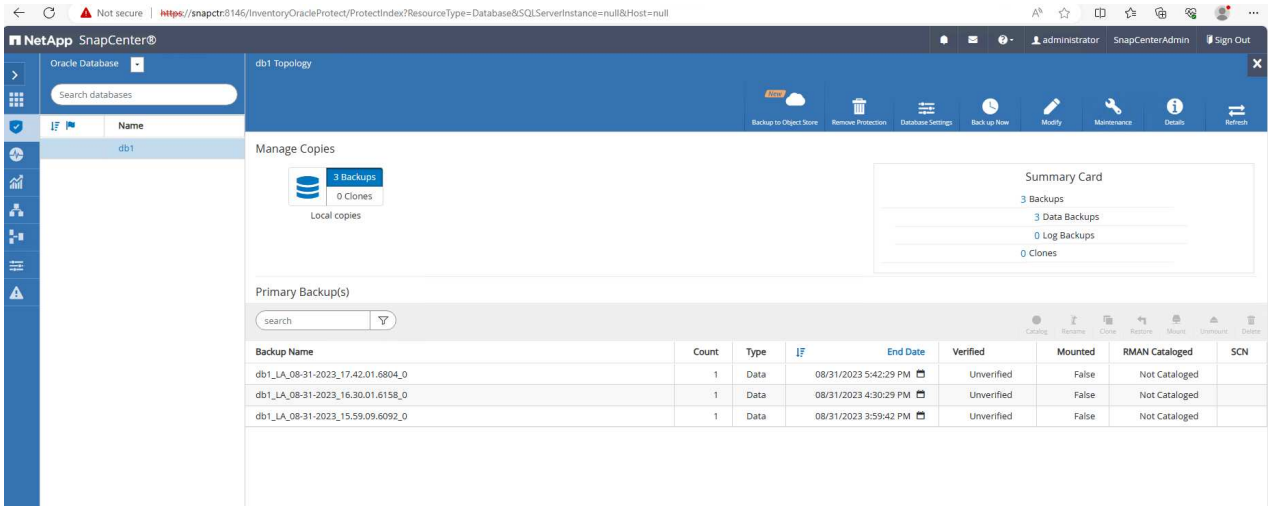 Not secure | https://snapctr:8146/InventoryOracleProtect/ProtectIndex?ResourceType=Database&SQLServerInstance=null&Host=null
NetApp SnapCenter®
administrator SnapCenterAdmin Sign Out
Oracle Database
db1 Topology
Search databases
New
Backup to Object Store Remove Protection Database Settings Back up Now Modify Maintenance Details Refresh
Name
db1
Manage Copies
3 Backups
0 Clones
Local copies
Summary Card
3 Backups
3 Data Backups
0 Log Backups
0 Clones
Primary Backup(s)
search
Catalog Rename Clone Restore Mount Unmount Delete
Backup Name Count Type End Date Verified Mounted RMAN Cataloged SCN
db1_LA_08-31-2023_17.42.01.6804_0 1 Data 08/31/2023 5:42:29 PM Unverified False Not Cataloged
db1_LA_08-31-2023_16.30.01.6158_0 1 Data 08/31/2023 4:30:29 PM Unverified False Not Cataloged
db1_LA_08-31-2023_15.59.09.6092_0 1 Data 08/31/2023 3:59:42 PM Unverified False Not Cataloged